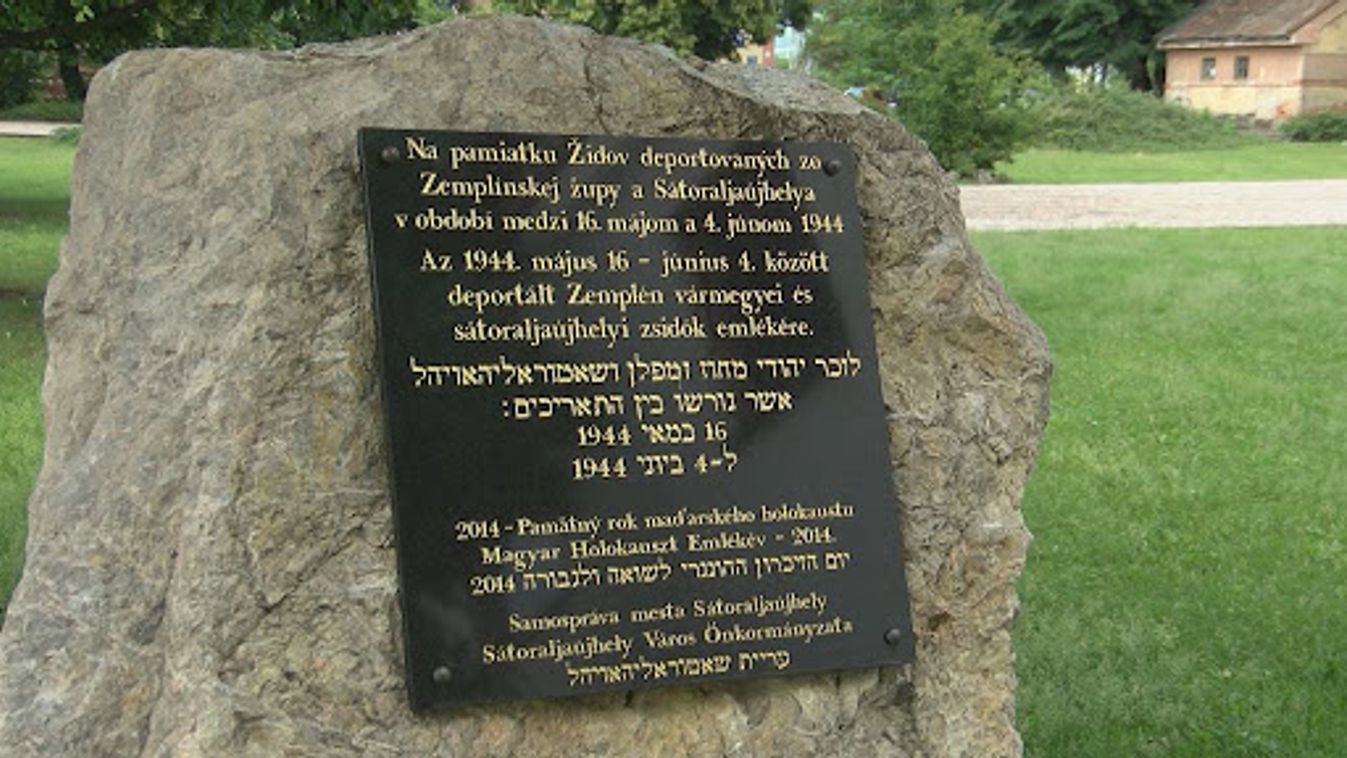 Na pamiatku Židov deportovaných zo
Zemplínskej župy a Sátoraljaújhelya
v období medzi 16. májom a 4. júnom 1944
Az 1944. május 16 - június 4. között
deportált Zemplén vármegyei és
sátoraljaújhelyi zsidók emlékére.
לזכר יהודי מחוז זמפלן ושאטוראליהאויהל
אשר גורשו בין התאריכים:
16 במאי 1944
ל-4 ביוני 1944
2014 - Pamätný rok maďarského holokaustu
Magyar Holokauszt Emlékév - 2014.
יום הזיכרון ההונגרי לשואה ולגבורה 2014
Samospráva mesta Sátoraljaújhely
Sátoraljaújhely Város Önkormányzata
עריית שאטוראליהאויהל